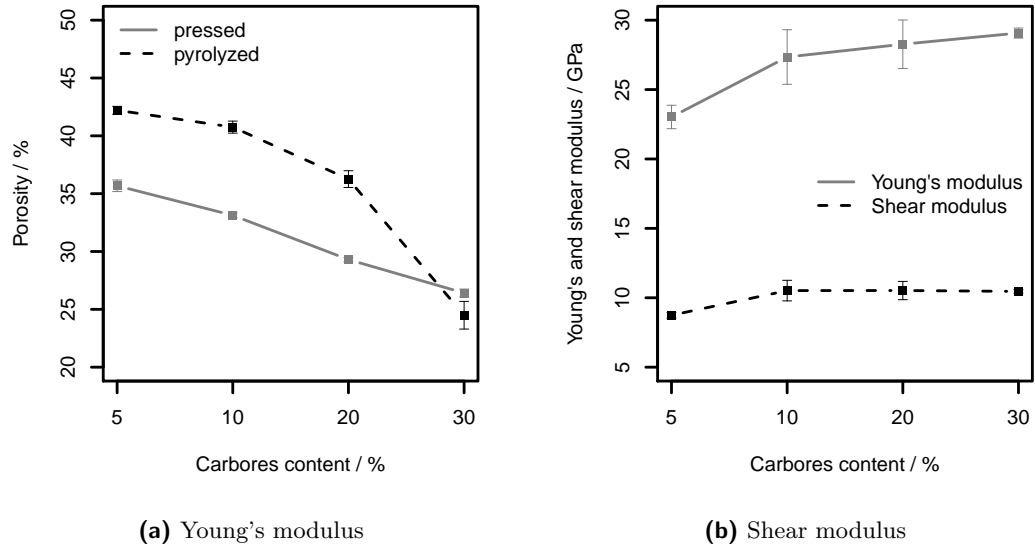 50
45
40
35
30
25
20
Porosity / %
pressed
pyrolyzed
5 10 20 30
Carbores content / %
(a) Young's modulus
30
25
20
15
10
5
Young's and shear modulus / GPa
Young's modulus
Shear modulus
5 10 20 30
Carbores content / %
(b) Shear modulus